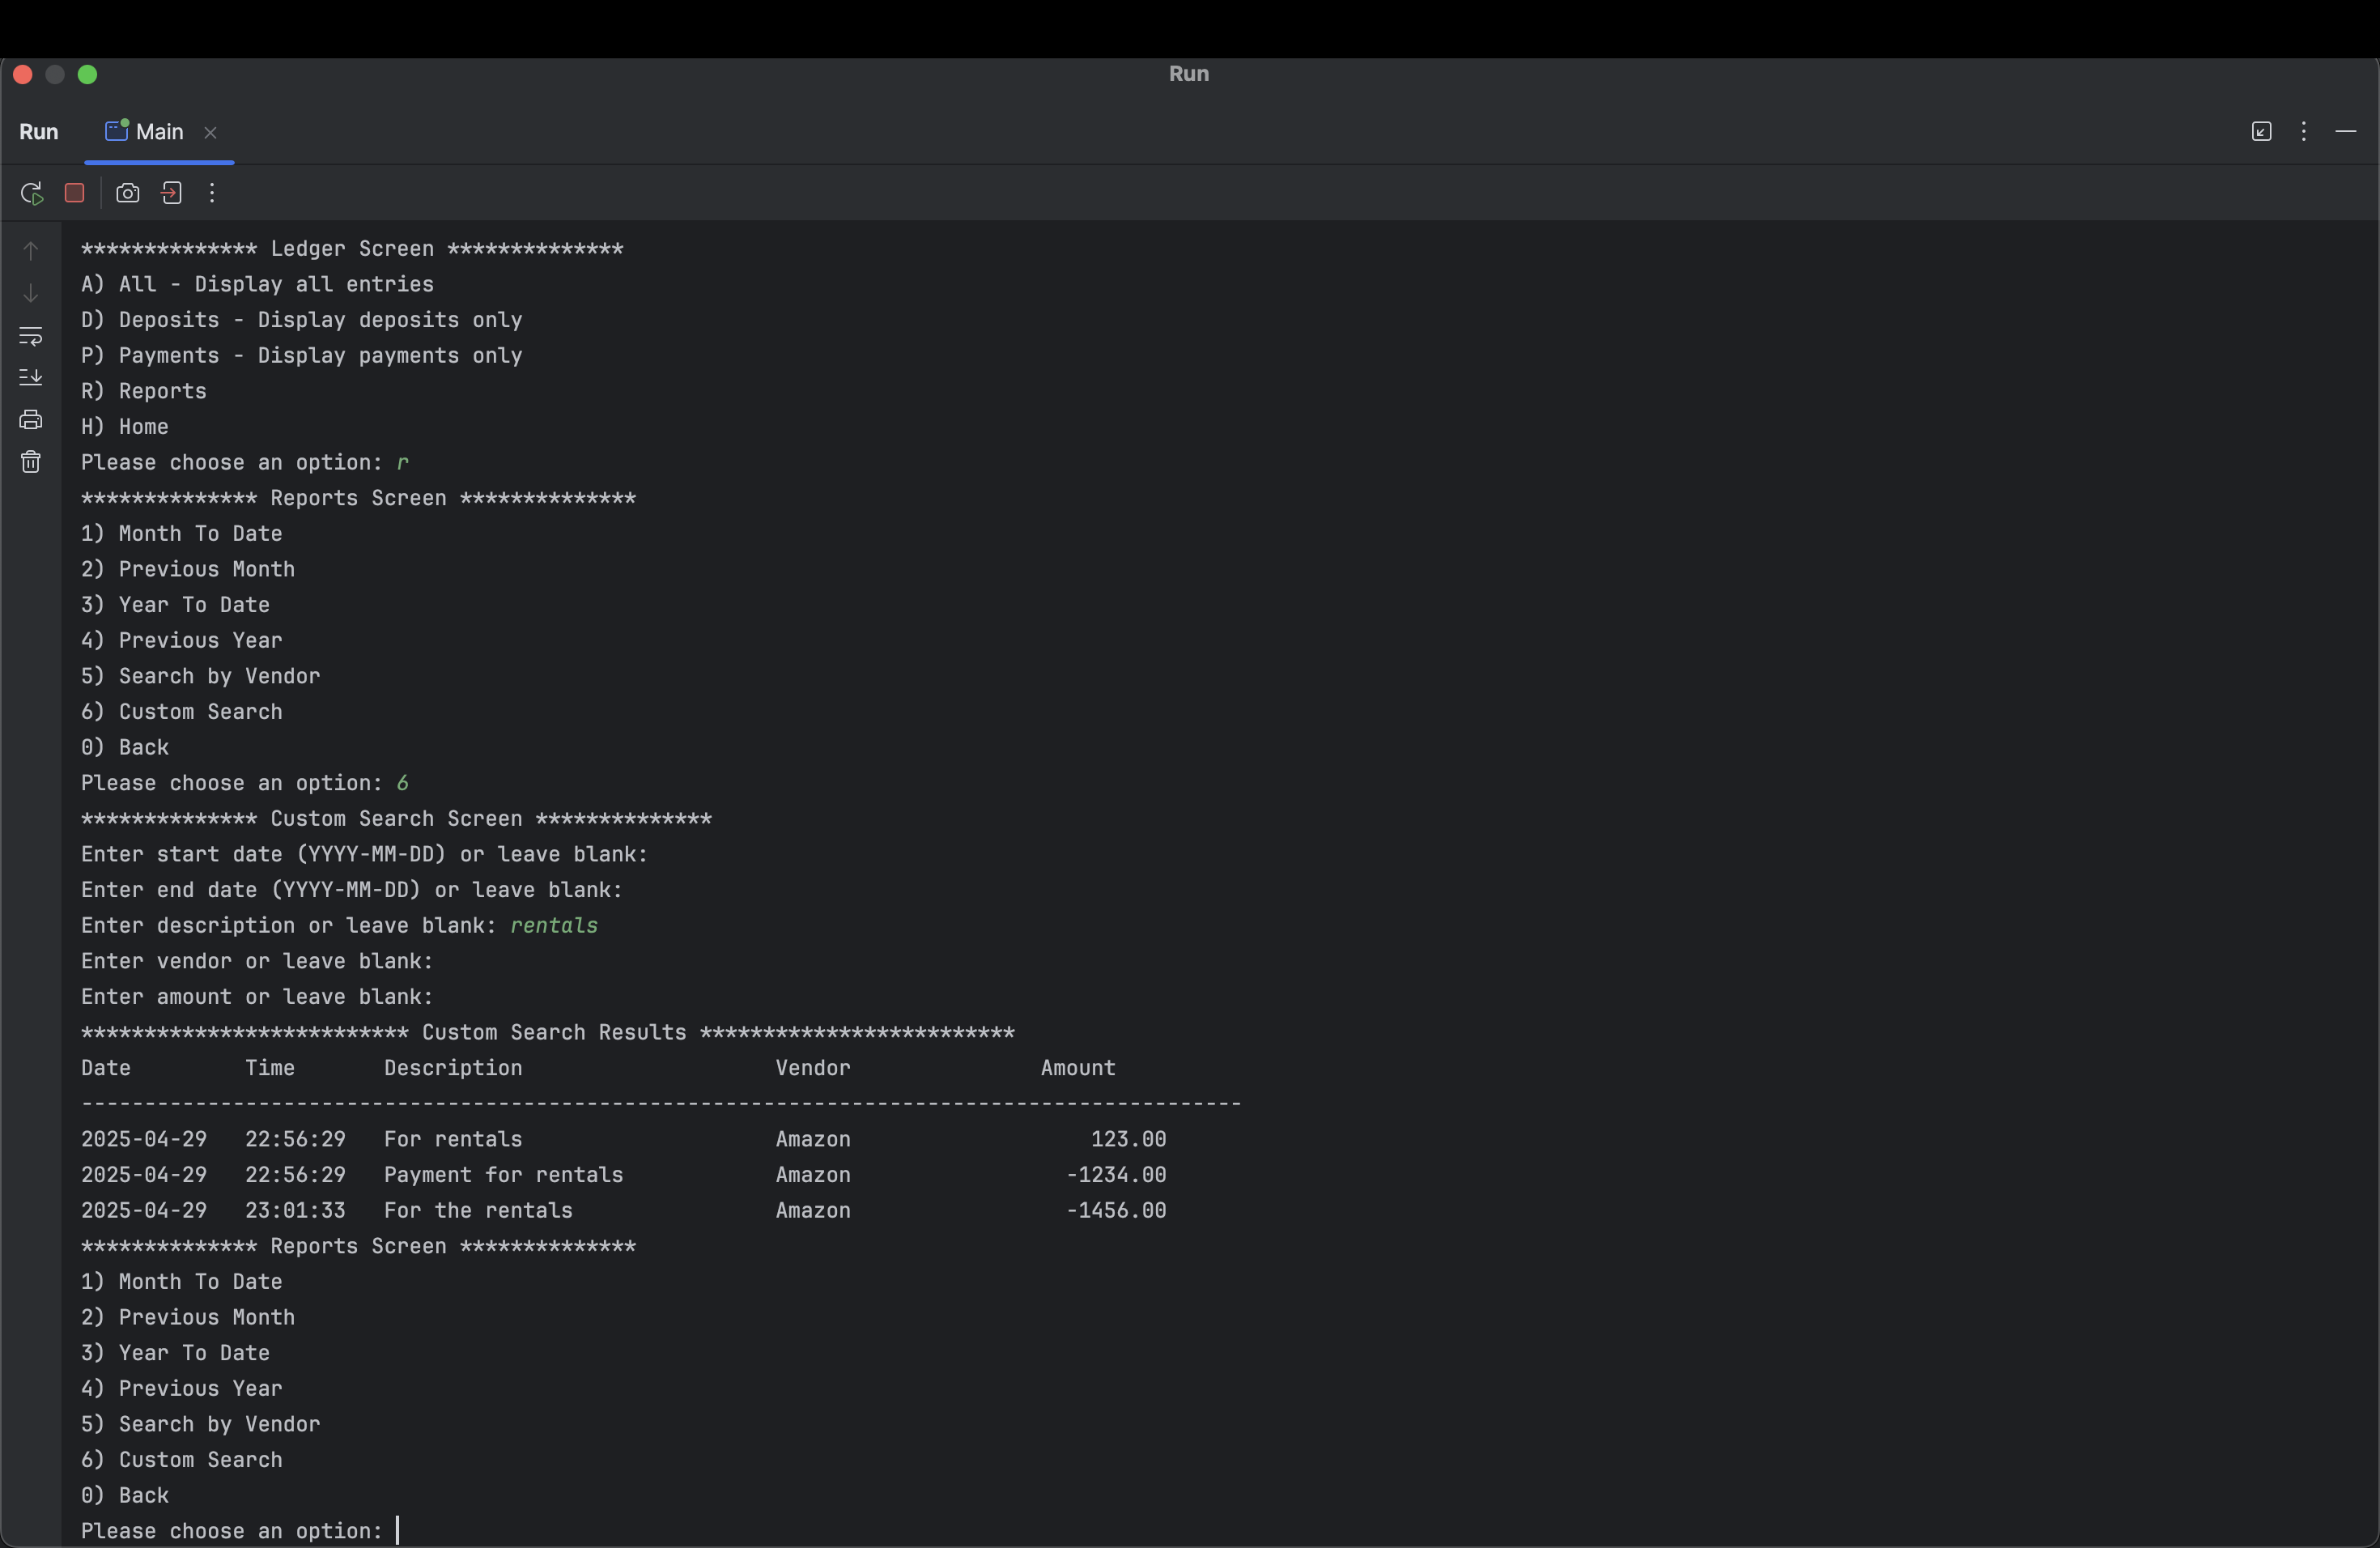 Run
Run Main
************** Ledger Screen **************
A) All - Display all entries
D) Deposits - Display deposits only
P) Payments - Display payments only
R) Reports
H) Home
Please choose an option: r
************** Reports Screen **************
1) Month To Date
2) Previous Month
3) Year To Date
4) Previous Year
5) Search by Vendor
6) Custom Search
0) Back
Please choose an option: 6
************** Custom Search Screen **************
Enter start date (YYYY-MM-DD) or leave blank:
Enter end date (YYYY-MM-DD) or leave blank:
Enter description or leave blank: rentals
Enter vendor or leave blank:
Enter amount or leave blank:
************************** Custom Search Results *************************
Date Time Description Vendor Amount
--------------------------------------------------------------------------------------------
2025-04-29 22:56:29 For rentals Amazon 123.00
2025-04-29 22:56:29 Payment for rentals Amazon -1234.00
2025-04-29 23:01:33 For the rentals Amazon -1456.00
************** Reports Screen **************
1) Month To Date
2) Previous Month
3) Year To Date
4) Previous Year
5) Search by Vendor
6) Custom Search
0) Back
Please choose an option: